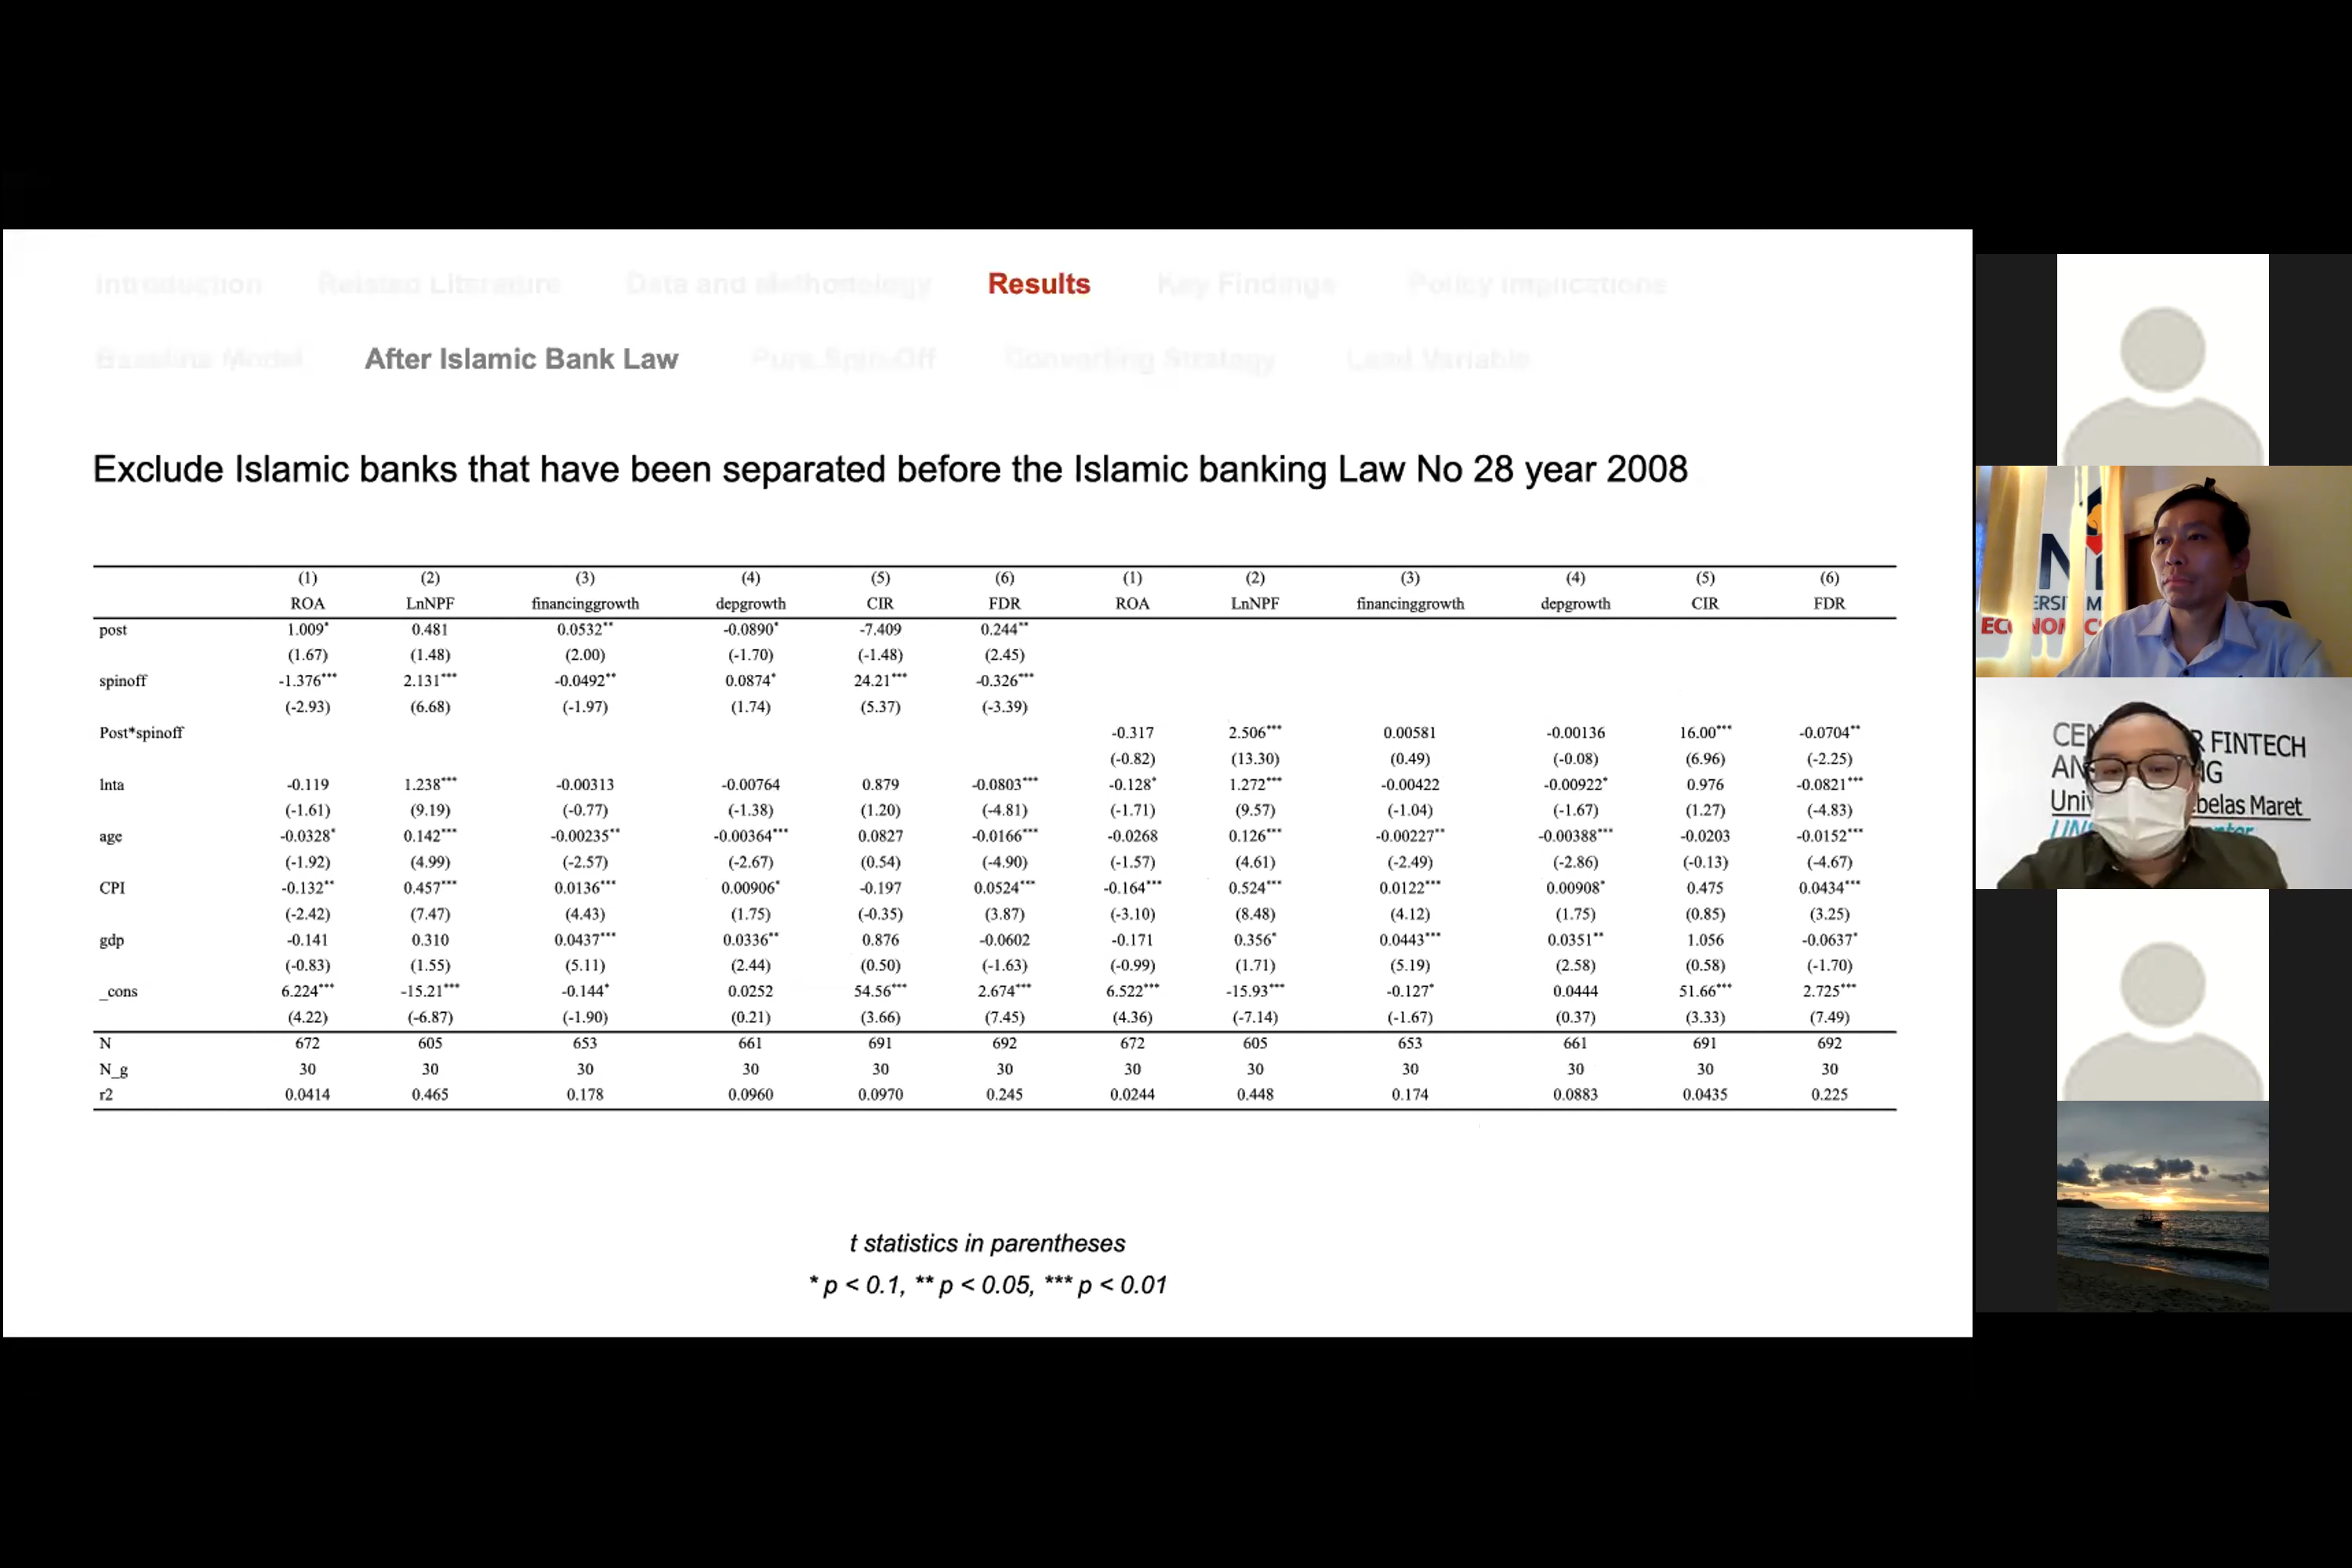 Introduction Related Literature Data and Methodology Results Key Findings Policy Implications
Baseline Model After Islamic Bank Law Pure Spin-Off Converting Strategy Lead Variable
Exclude Islamic banks that have been separated before the Islamic banking Law No 28 year 2008
(1) (2) (3) (4) (5) (6) (1) (2) (3) (4) (5) (6)
ROA LnNPF financinggrowth depgrowth CIR FDR ROA LnNPF financinggrowth depgrowth CIR FDR
post 1.009* 0.481 0.0532** -0.0890* -7.409 0.244**
(1.67) (1.48) (2.00) (-1.70) (-1.48) (2.45)
spinoff -1.376*** 2.131*** -0.0492** 0.0874* 24.21*** -0.326***
(-2.93) (6.68) (-1.97) (1.74) (5.37) (-3.39)
Post*spinoff -0.317 2.506*** 0.00581 -0.00136 16.00*** -0.0704**
(-0.82) (13.30) (0.49) (-0.08) (6.96) (-2.25)
lnta -0.119 1.238*** -0.00313 -0.00764 0.879 -0.0803*** -0.128* 1.272*** -0.00422 -0.00922* 0.976 -0.0821***
(-1.61) (9.19) (-0.77) (-1.38) (1.20) (-4.81) (-1.71) (9.57) (-1.04) (-1.67) (1.27) (-4.83)
age -0.0328* 0.142*** -0.00235** -0.00364*** 0.0827 -0.0166*** -0.0268 0.126*** -0.00227** -0.00388*** -0.0203 -0.0152***
(-1.92) (4.99) (-2.57) (-2.67) (0.54) (-4.90) (-1.57) (4.61) (-2.49) (-2.86) (-0.13) (-4.67)
CPI -0.132** 0.457*** 0.0136*** 0.00906* -0.197 0.0524*** -0.164*** 0.524*** 0.0122*** 0.00908* 0.475 0.0434***
(-2.42) (7.47) (4.43) (1.75) (-0.35) (3.87) (-3.10) (8.48) (4.12) (1.75) (0.85) (3.25)
gdp -0.141 0.310 0.0437*** 0.0336** 0.876 -0.0602 -0.171 0.356* 0.0443*** 0.0351** 1.056 -0.0637*
(-0.83) (1.55) (5.11) (2.44) (0.50) (-1.63) (-0.99) (1.71) (5.19) (2.58) (0.58) (-1.70)
_cons 6.224*** -15.21*** -0.144* 0.0252 54.56*** 2.674*** 6.522*** -15.93*** -0.127* 0.0444 51.66*** 2.725***
(4.22) (-6.87) (-1.90) (0.21) (3.66) (7.45) (4.36) (-7.14) (-1.67) (0.37) (3.33) (7.49)
N 672 605 653 661 691 692 672 605 653 661 691 692
N_g 30 30 30 30 30 30 30 30 30 30 30 30
r2 0.0414 0.465 0.178 0.0960 0.0970 0.245 0.0244 0.448 0.174 0.0883 0.0435 0.225
t statistics in parentheses
* p < 0.1, ** p < 0.05, *** p < 0.01
FINTECH
Maret